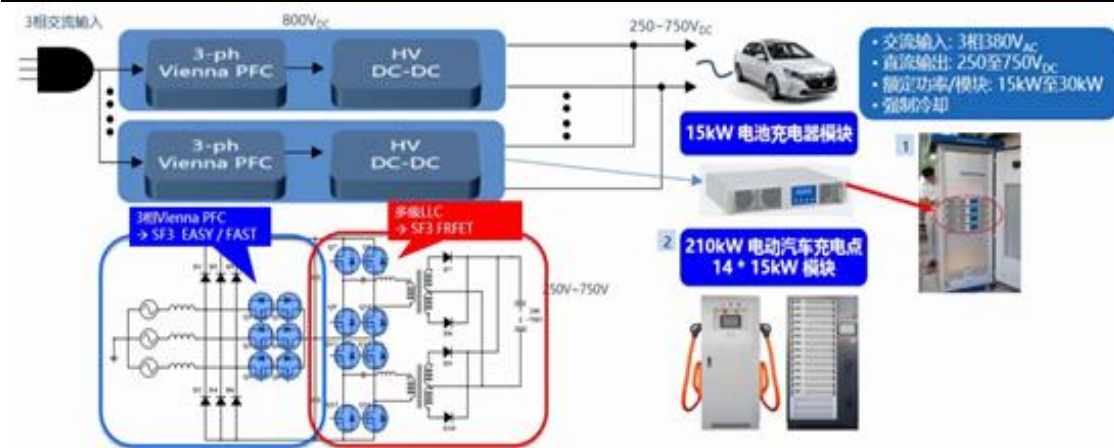 3相交流输入
800V_DC
250~750V_DC
3-ph
Vienna PFC
HV
DC-DC
3-ph
Vienna PFC
HV
DC-DC
• 交流输入: 3相380V_AC
• 直流输出: 250至750V_DC
• 额定功率/模块: 15kW至30kW
• 强制冷却
15kW 电池充电器模块
1
3相Vienna PFC
→ SF3 EASY / FAST
多级LLC
→ SF3 FRFET
2
210kW 电动汽车充电点
14 * 15kW 模块
250V~750V